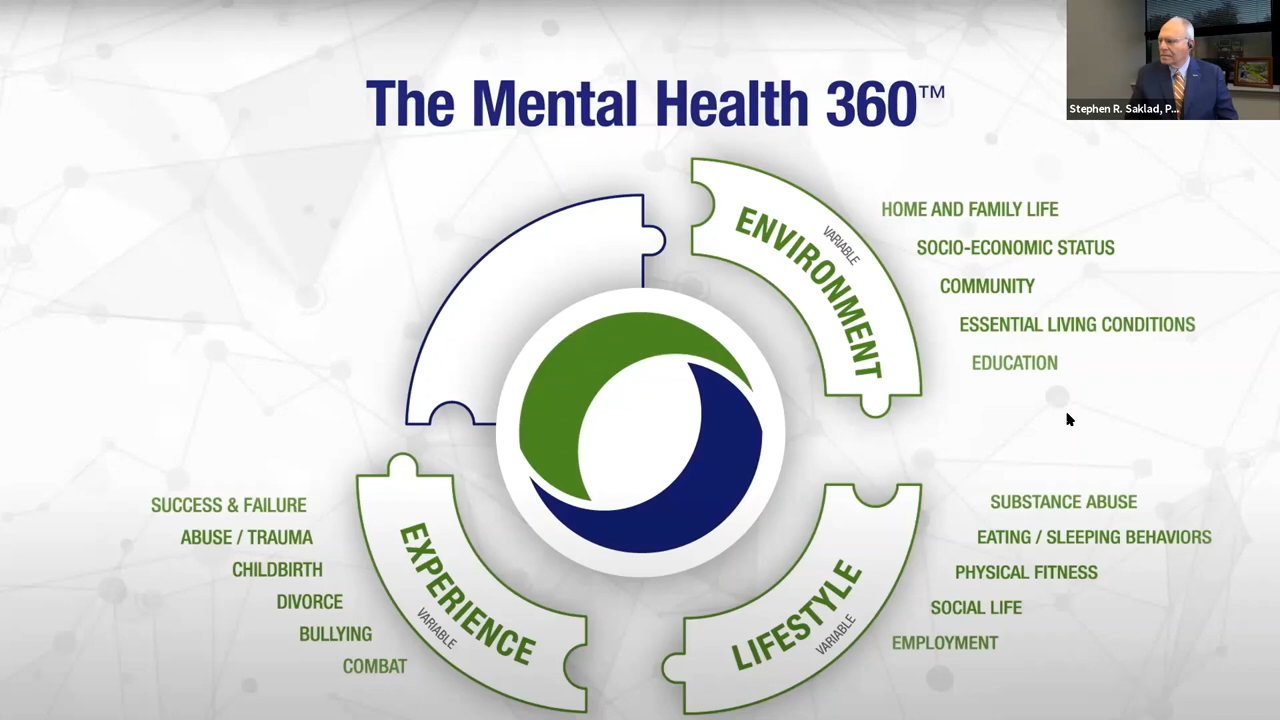 The Mental Health 360™
Stephen R. Saklad, P...
ENVIRONMENT
VARIABLE
HOME AND FAMILY LIFE
SOCIO-ECONOMIC STATUS
COMMUNITY
ESSENTIAL LIVING CONDITIONS
EDUCATION
SUCCESS & FAILURE
ABUSE / TRAUMA
CHILDBIRTH
DIVORCE
BULLYING
COMBAT
EXPERIENCE
VARIABLE
LIFESTYLE
VARIABLE
SUBSTANCE ABUSE
EATING / SLEEPING BEHAVIORS
PHYSICAL FITNESS
SOCIAL LIFE
EMPLOYMENT